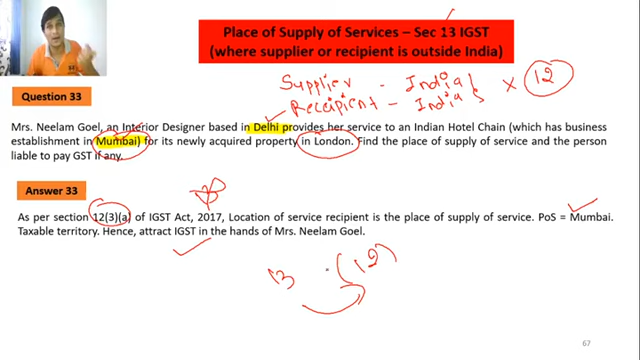 Place of Supply of Services – Sec 13 IGST
(where supplier or recipient is outside India)
Supplier - India
Receipient - India
× 12
Question 33
Mrs. Neelam Goel, an Interior Designer based in Delhi provides her service to an Indian Hotel Chain (which has business
establishment in Mumbai) for its newly acquired property in London. Find the place of supply of service and the person
liable to pay GST if any.
Answer 33
As per section 12(3)(a) of IGST Act, 2017, Location of service recipient is the place of supply of service. PoS = Mumbai.
Taxable territory. Hence, attract IGST in the hands of Mrs. Neelam Goel.
13 (12)
67